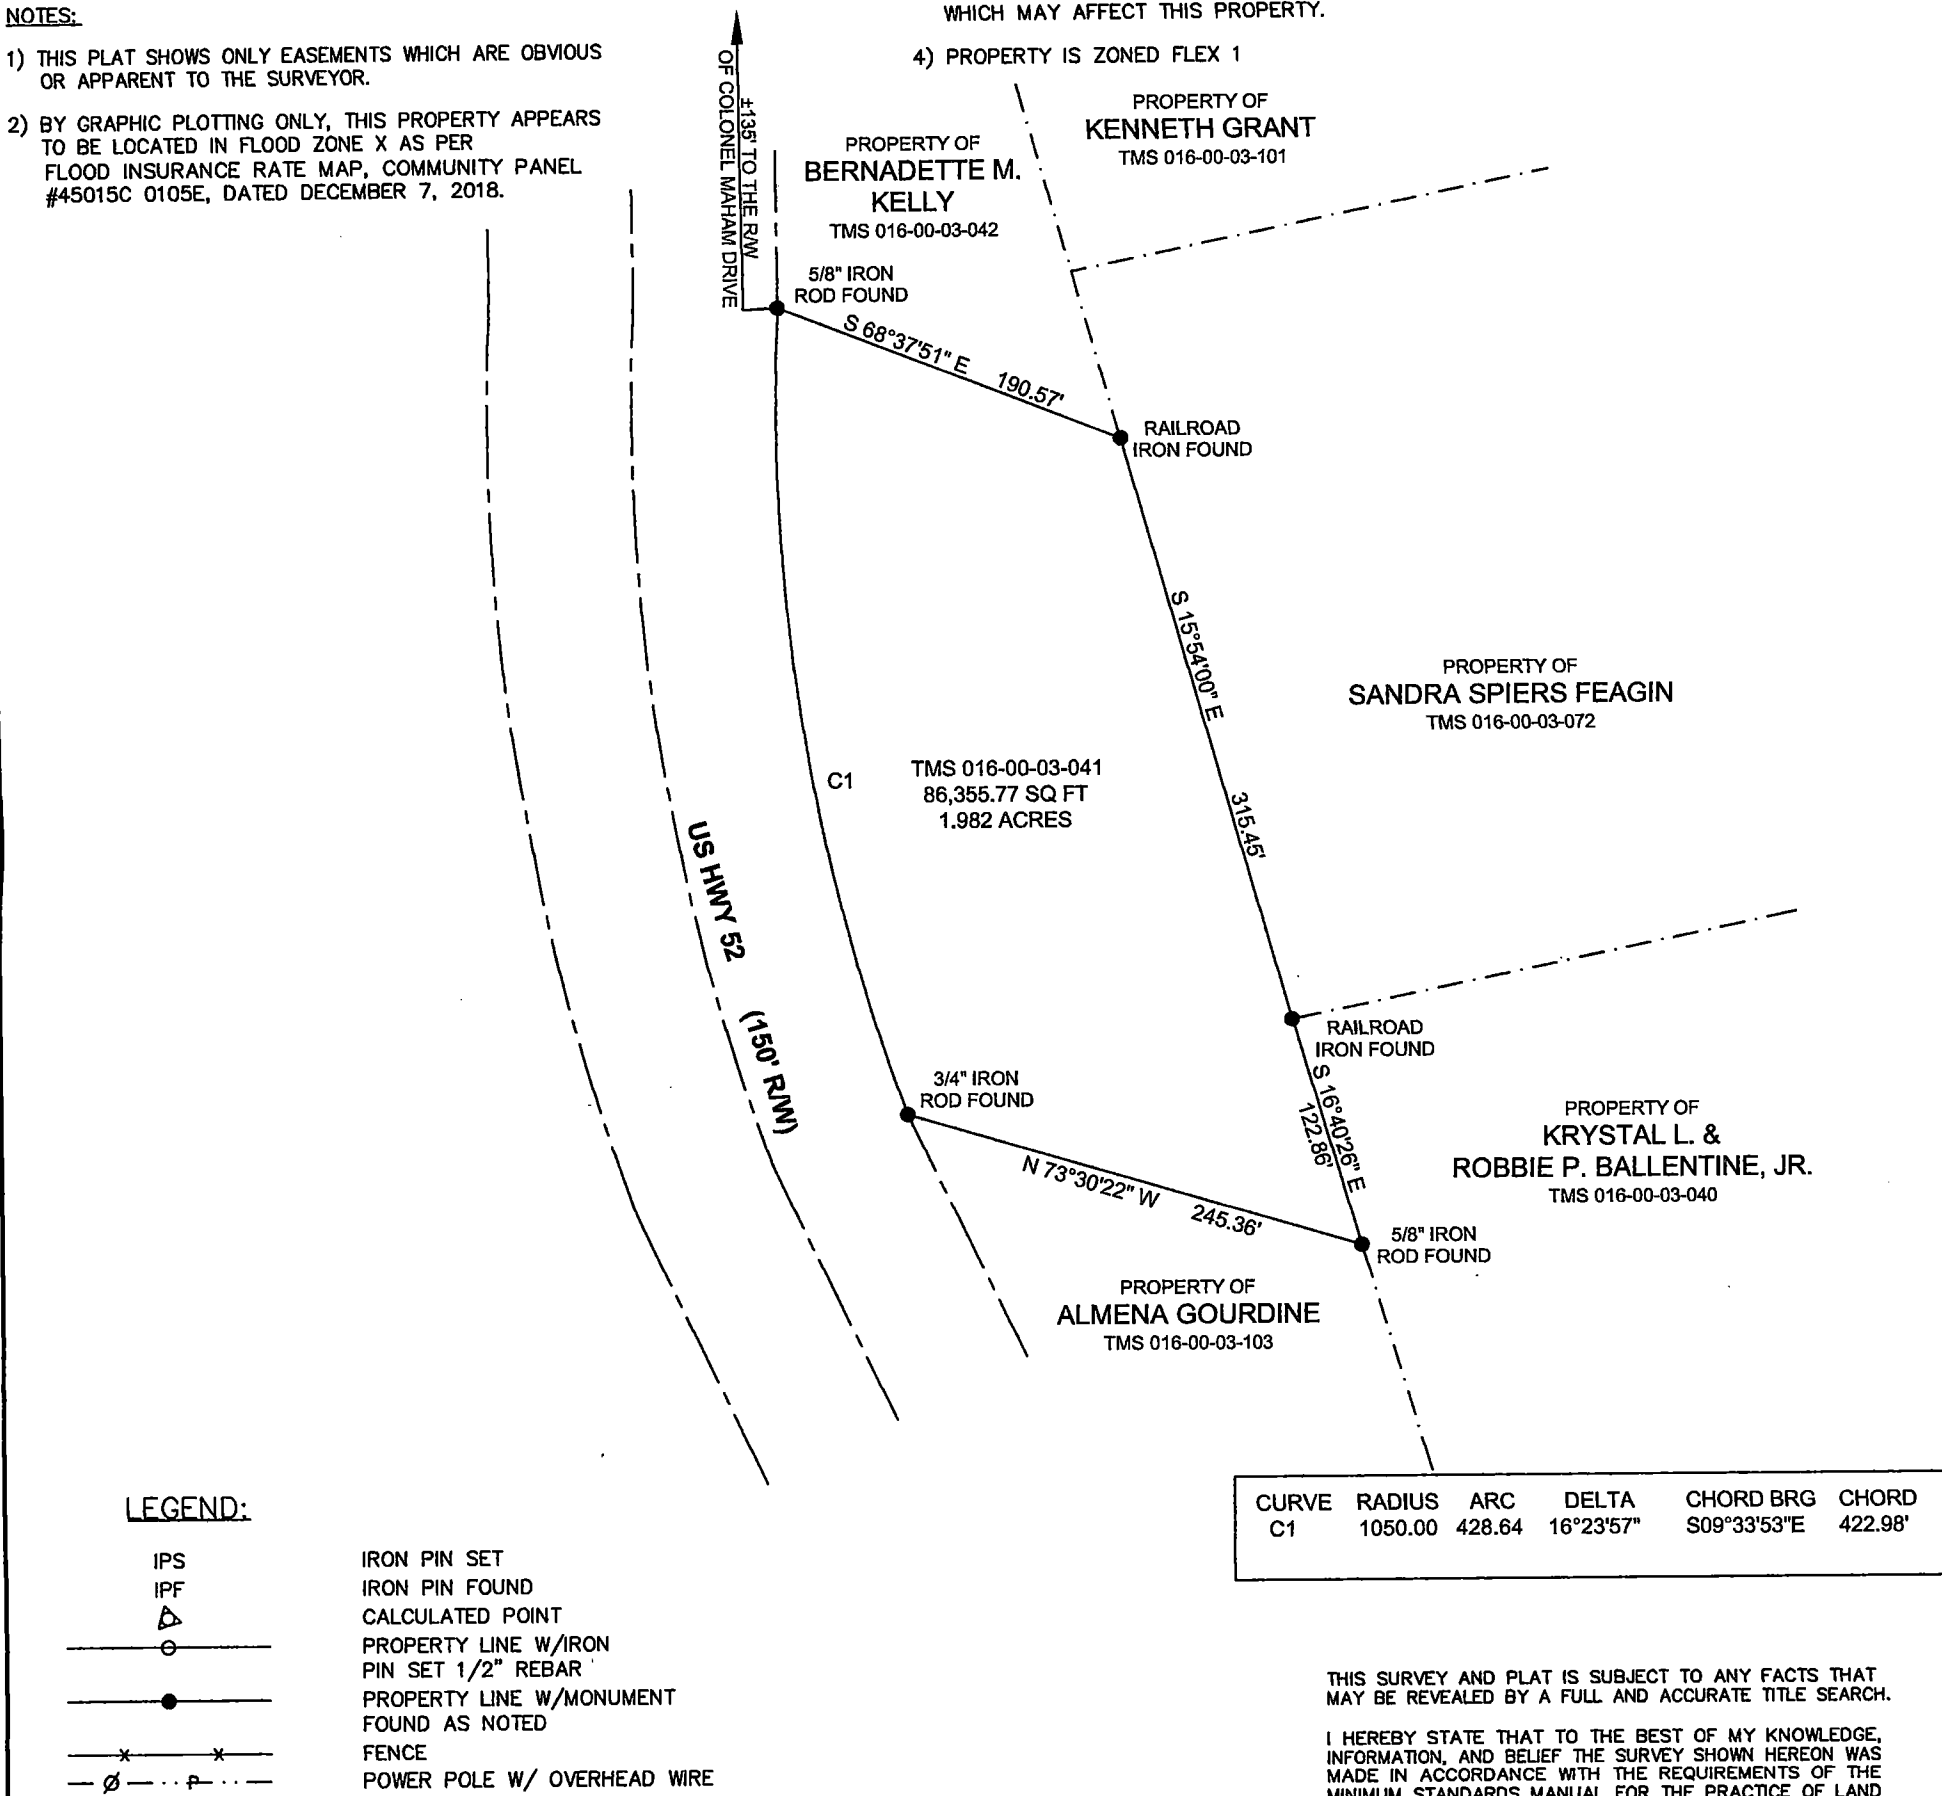 NOTES:
1) THIS PLAT SHOWS ONLY EASEMENTS WHICH ARE OBVIOUS
OR APPARENT TO THE SURVEYOR.
2) BY GRAPHIC PLOTTING ONLY, THIS PROPERTY APPEARS
TO BE LOCATED IN FLOOD ZONE X AS PER
FLOOD INSURANCE RATE MAP, COMMUNITY PANEL
#45015C 0105E, DATED DECEMBER 7, 2018.
WHICH MAY AFFECT THIS PROPERTY.
4) PROPERTY IS ZONED FLEX 1
±135' TO THE R/W
OF COLONEL MAHAM DRIVE
PROPERTY OF
BERNADETTE M.
KELLY
TMS 016-00-03-042
PROPERTY OF
KENNETH GRANT
TMS 016-00-03-101
5/8" IRON
ROD FOUND
S 68°37'51" E 190.57'
RAILROAD
IRON FOUND
S 15°54'00" E 315.45'
PROPERTY OF
SANDRA SPIERS FEAGIN
TMS 016-00-03-072
C1
TMS 016-00-03-041
86,355.77 SQ FT
1.982 ACRES
US HWY 52 (150' R/W)
RAILROAD
IRON FOUND
3/4" IRON
ROD FOUND
S 16°40'26" E
122.86'
PROPERTY OF
KRYSTAL L. &
ROBBIE P. BALLENTINE, JR.
TMS 016-00-03-040
N 73°30'22" W 245.36'
5/8" IRON
ROD FOUND
PROPERTY OF
ALMENA GOURDINE
TMS 016-00-03-103
CURVE RADIUS ARC DELTA CHORD BRG CHORD
C1 1050.00 428.64 16°23'57" S09°33'53"E 422.98'
LEGEND:
IPS IRON PIN SET
IPF IRON PIN FOUND
CALCULATED POINT
PROPERTY LINE W/IRON
PIN SET 1/2" REBAR
PROPERTY LINE W/MONUMENT
FOUND AS NOTED
FENCE
P POWER POLE W/ OVERHEAD WIRE
THIS SURVEY AND PLAT IS SUBJECT TO ANY FACTS THAT
MAY BE REVEALED BY A FULL AND ACCURATE TITLE SEARCH.
I HEREBY STATE THAT TO THE BEST OF MY KNOWLEDGE,
INFORMATION, AND BELIEF THE SURVEY SHOWN HEREON WAS
MADE IN ACCORDANCE WITH THE REQUIREMENTS OF THE
MINIMUM STANDARDS MANUAL FOR THE PRACTICE OF LAND